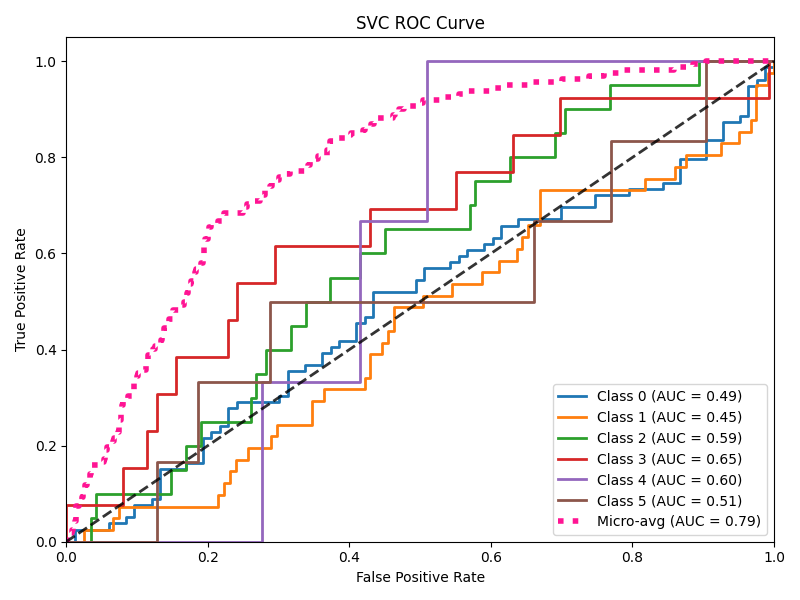 SVC ROC Curve
True Positive Rate
1.0
0.8
0.6
0.4
0.2
0.0
0.0
0.2
0.4
0.6
0.8
1.0
False Positive Rate
Class 0 (AUC = 0.49)
Class 1 (AUC = 0.45)
Class 2 (AUC = 0.59)
Class 3 (AUC = 0.65)
Class 4 (AUC = 0.60)
Class 5 (AUC = 0.51)
Micro-avg (AUC = 0.79)